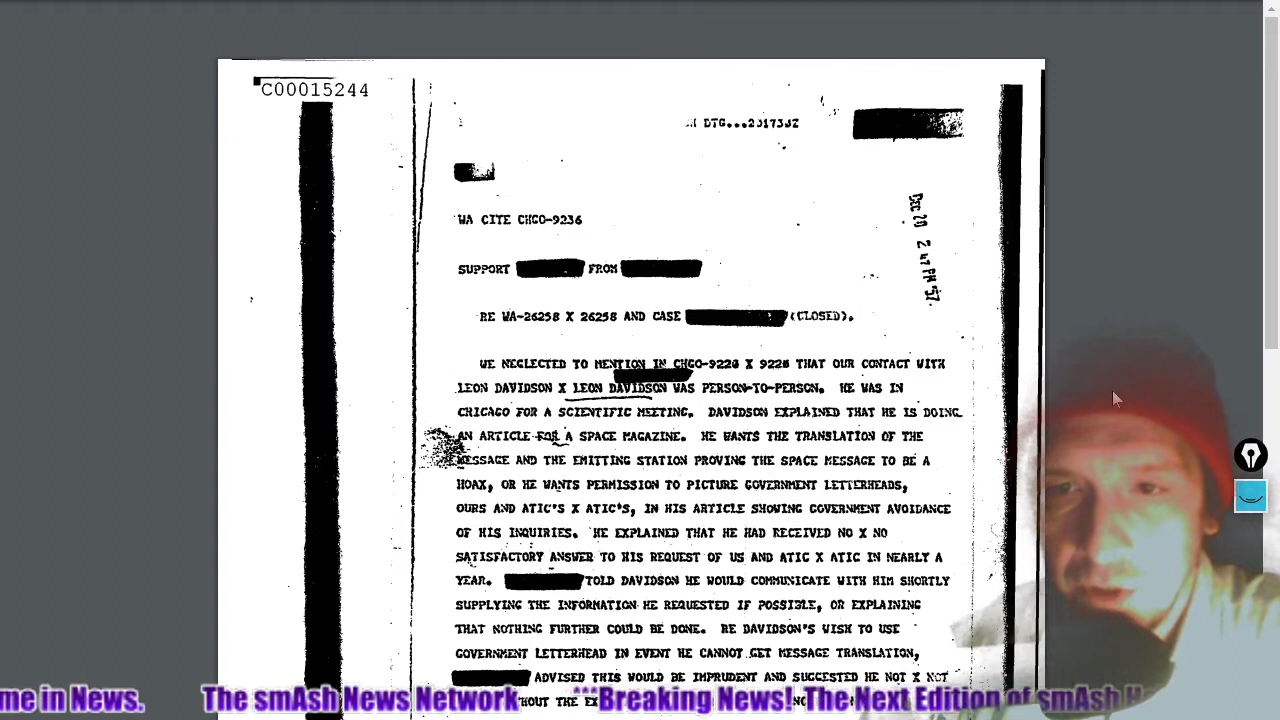 C00015244
DTG...231730Z
WA CITE CHGO-9236
Dec 20 2 47 PM '57
SUPPORT FROM
RE WA-26258 X 26258 AND CASE (CLOSED).
WE NEGLECTED TO MENTION IN CHGO-9226 X 9226 THAT OUR CONTACT WITH
LEON DAVIDSON X LEON DAVIDSON WAS PERSON-TO-PERSON. HE WAS IN
CHICAGO FOR A SCIENTIFIC MEETING. DAVIDSON EXPLAINED THAT HE IS DOING
AN ARTICLE FOR A SPACE MAGAZINE. HE WANTS THE TRANSLATION OF THE
MESSAGE AND THE EMITTING STATION PROVING THE SPACE MESSAGE TO BE A
HOAX, OR HE WANTS PERMISSION TO PICTURE GOVERNMENT LETTERHEADS,
OURS AND ATIC'S X ATIC'S, IN HIS ARTICLE SHOWING GOVERNMENT AVOIDANCE
OF HIS INQUIRIES. HE EXPLAINED THAT HE HAD RECEIVED NO X NO
SATISFACTORY ANSWER TO HIS REQUEST OF US AND ATIC X ATIC IN NEARLY A
YEAR. TOLD DAVIDSON HE WOULD COMMUNICATE WITH HIM SHORTLY
SUPPLYING THE INFORMATION HE REQUESTED IF POSSIBLE, OR EXPLAINING
THAT NOTHING FURTHER COULD BE DONE. RE DAVIDSON'S WISH TO USE
GOVERNMENT LETTERHEAD IN EVENT HE CANNOT GET MESSAGE TRANSLATION,
ADVISED THIS WOULD BE IMPRUDENT AND SUGGESTED HE NOT X NOT
me in News. The smAsh News Network ***Breaking News! The Next Edition of smAsh